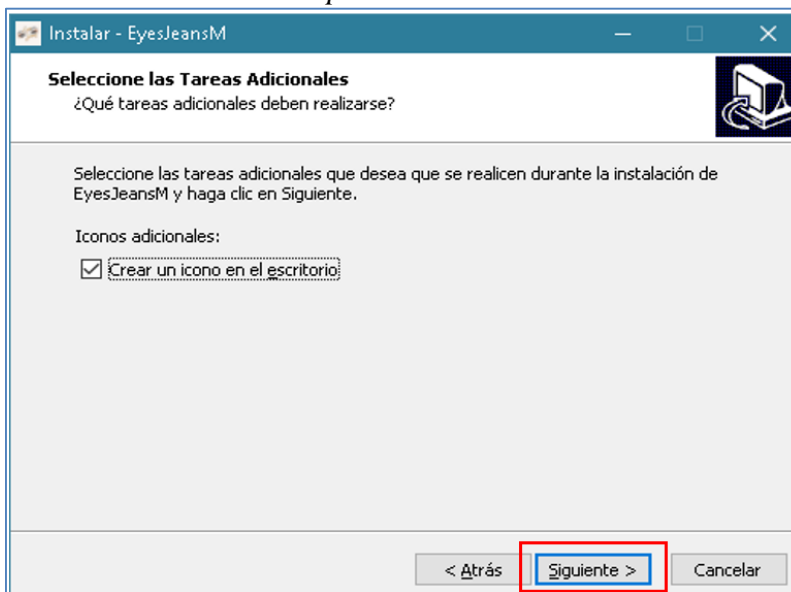 Instalar - EyesJeansM
Seleccione las Tareas Adicionales
¿Qué tareas adicionales deben realizarse?
Seleccione las tareas adicionales que desea que se realicen durante la instalación de
EyesJeansM y haga clic en Siguiente.
Iconos adicionales:
Crear un icono en el escritorio
< Atrás
Siguiente >
Cancelar